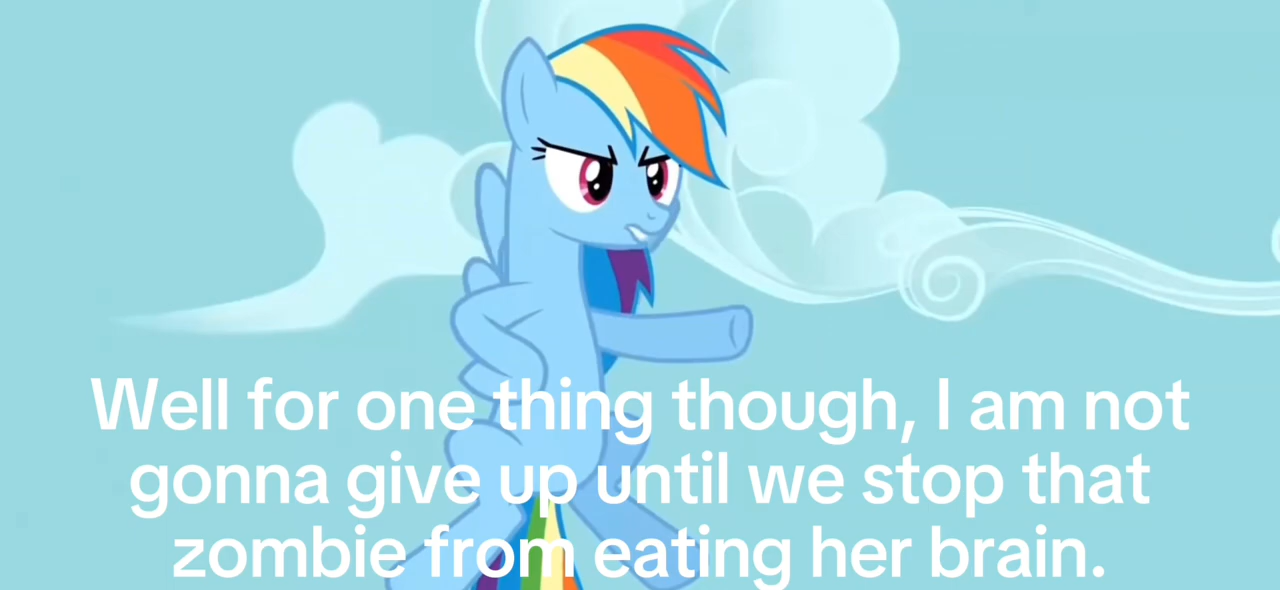 Well for one thing though, I am not
gonna give up until we stop that
zombie from eating her brain.